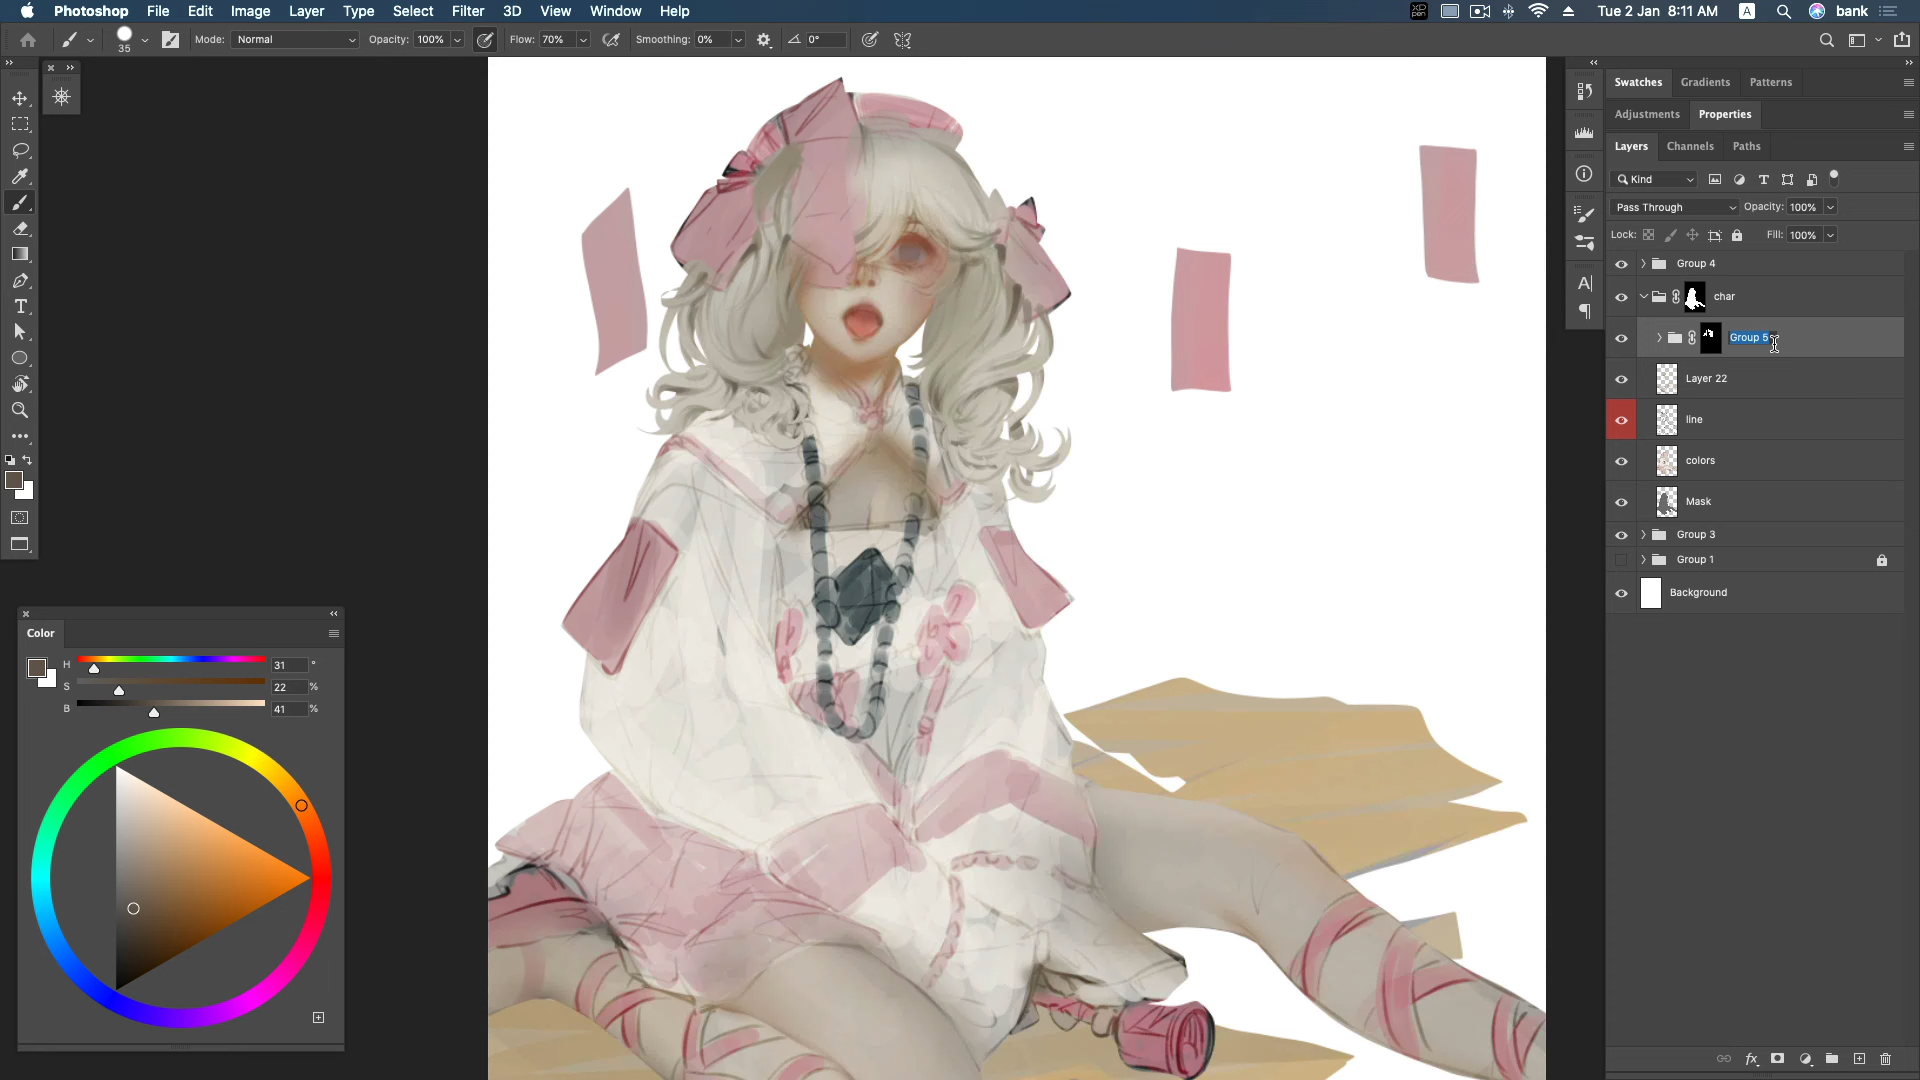 Photoshop File Edit Image Layer Type Select Filter 3D View Window Help
Tue 2 Jan 8:11 AM A bank
35 Mode: Normal Opacity: 100% Flow: 70% Smoothing: 0% 0°
Swatches Gradients Patterns
Adjustments Properties
Layers Channels Paths
Kind
Pass Through Opacity: 100%
Lock: Fill: 100%
Group 4
char
Group 5
Layer 22
line
colors
Mask
Group 3
Group 1
Background
Color
H 31 °
S 22 %
B 41 %
fx